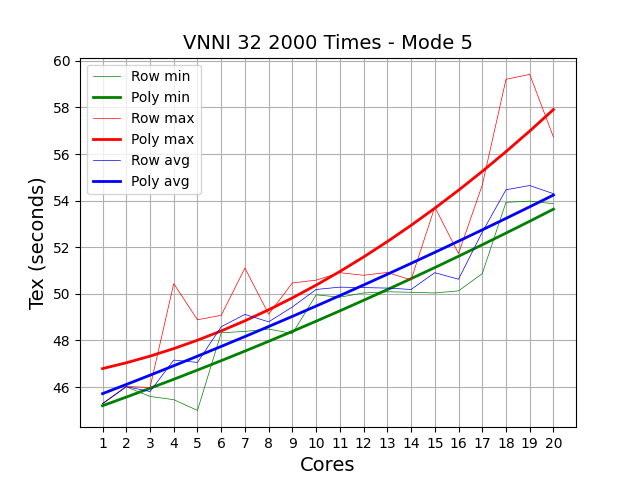 VNNI 32 2000 Times - Mode 5
Row min
Poly min
Row max
Poly max
Row avg
Poly avg
Tex (seconds)
60
58
56
54
52
50
48
46
1 2 3 4 5 6 7 8 9 10 11 12 13 14 15 16 17 18 19 20
Cores